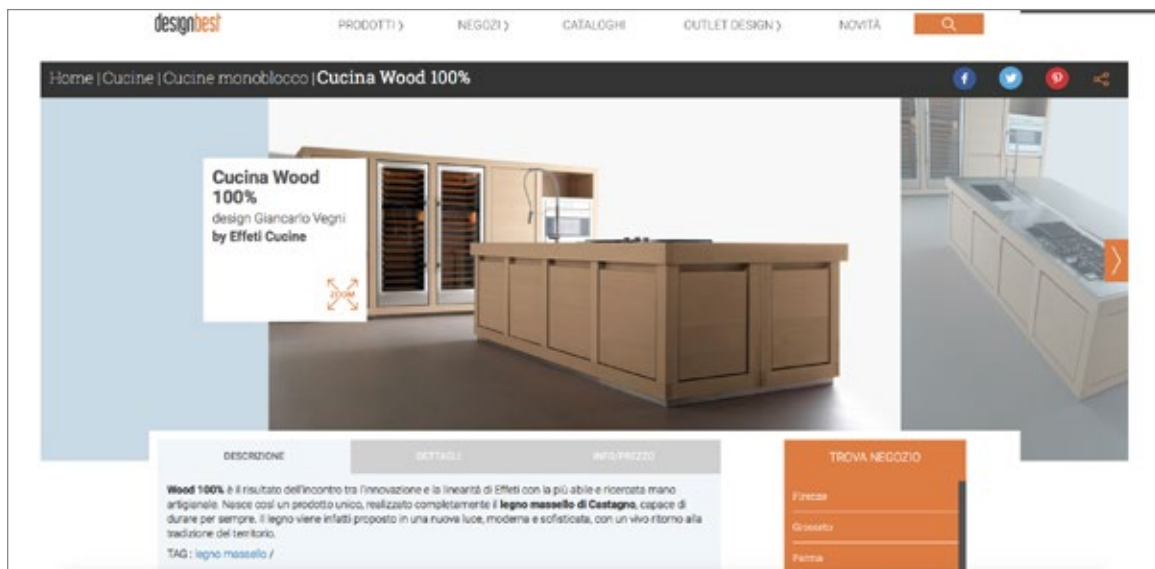 designbest
PRODOTTI > NEGOZI > CATALOGHI OUTLET DESIGN > NOVITÀ
Home | Cucine | Cucine monoblocco | Cucina Wood 100%
Cucina Wood
100%
design Giancarlo Vegni
by Effeti Cucine
ZOOM
DESCRIZIONE DETTAGLI INFO/PREZZO
Wood 100% è il risultato dell'incontro tra l'innovazione e la linearità di Effeti con la più abile e ricercata mano
artigianale. Nasce così un prodotto unico, realizzato completamente il legno massello di Castagno, capace di
durare per sempre. Il legno viene infatti proposto in una nuova luce, moderna e sofisticata, con un vivo ritorno alla
tradizione del territorio.
TAG : legno massello /
TROVA NEGOZIO
Firenze
Grosseto
Parma